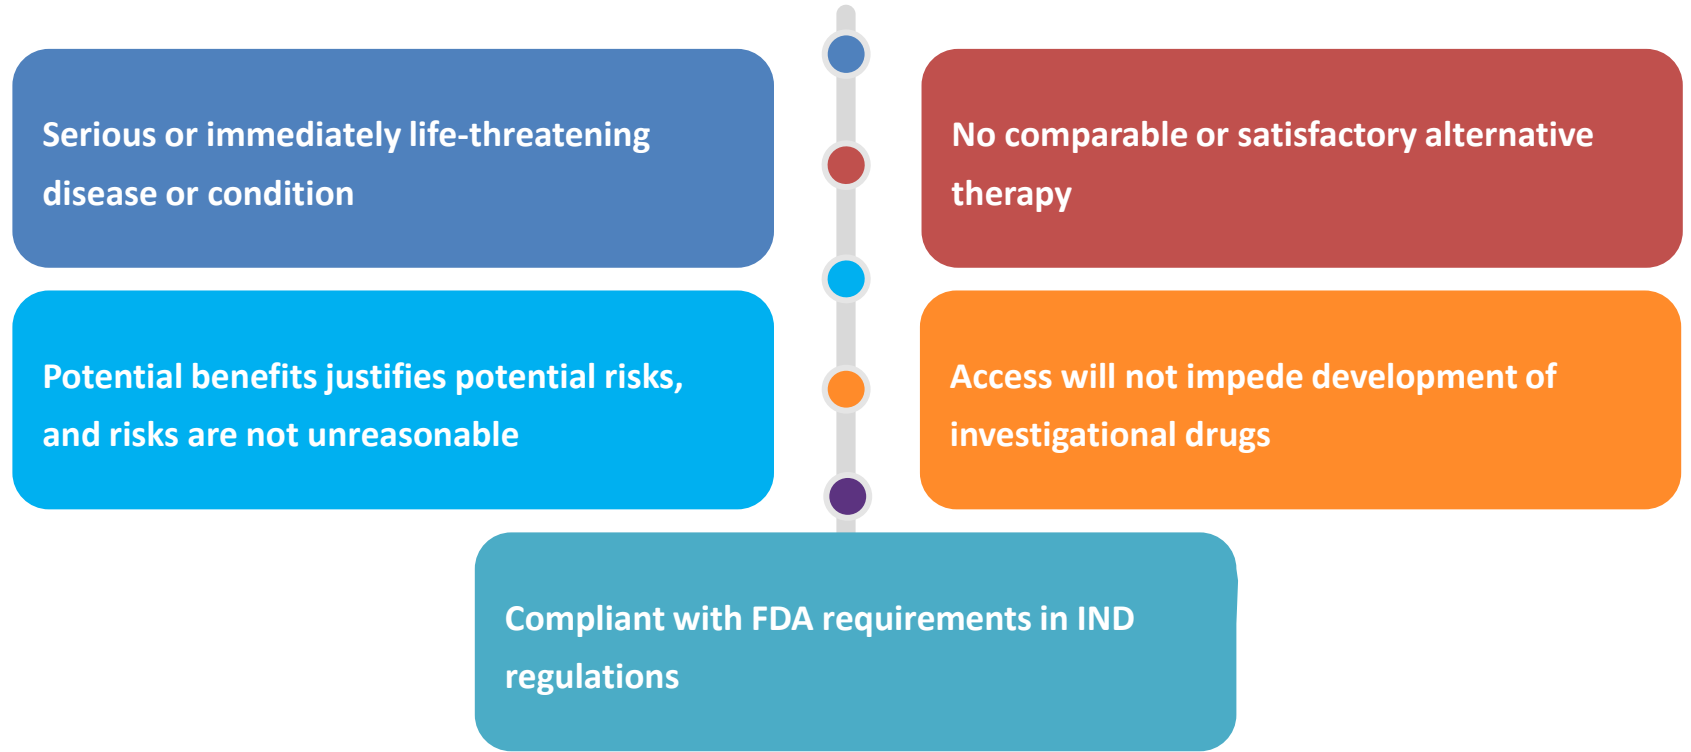 Serious or immediately life-threatening
disease or condition
No comparable or satisfactory alternative
therapy
Potential benefits justifies potential risks,
and risks are not unreasonable
Access will not impede development of
investigational drugs
Compliant with FDA requirements in IND
regulations